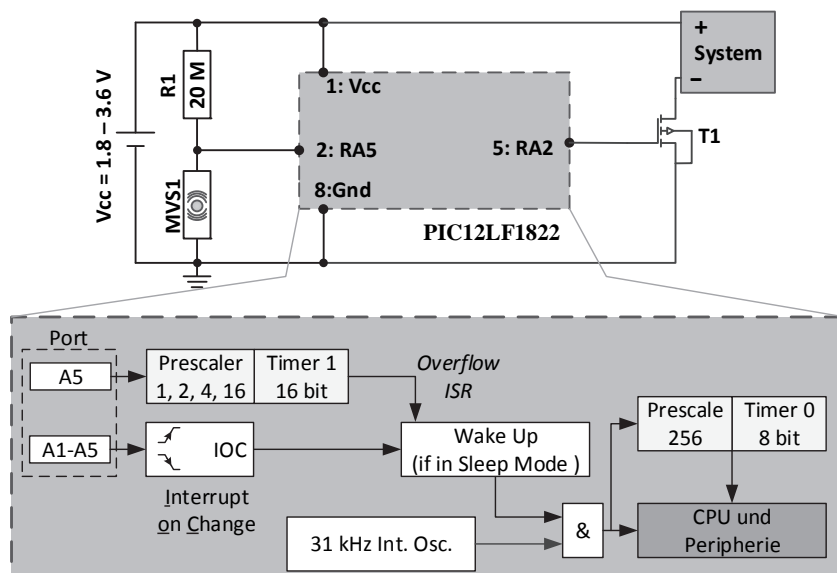 Vcc = 1.8 – 3.6 V
R1
20 M
MVS1
1: Vcc
2: RA5
8:Gnd
5: RA2
PIC12LF1822
+
System
−
T1
Port
A5
A1-A5
Prescaler
1, 2, 4, 16
Timer 1
16 bit
Overflow
ISR
IOC
Interrupt
on Change
Wake Up
(if in Sleep Mode )
31 kHz Int. Osc.
&
Prescale
256
Timer 0
8 bit
CPU und
Peripherie